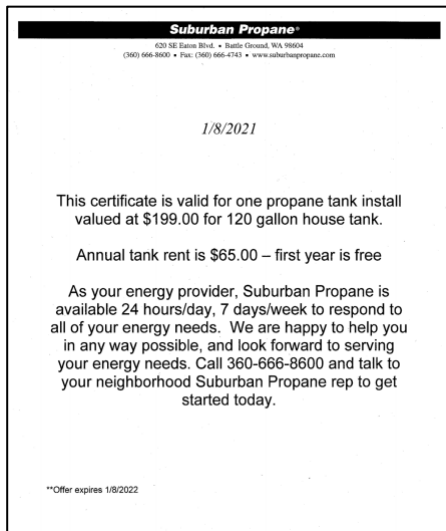 Suburban Propane®
620 SE Eaton Blvd. • Battle Ground, WA 98604
(360) 666-8600 • Fax: (360) 666-4743 • www.suburbanpropane.com
1/8/2021
This certificate is valid for one propane tank install
valued at $199.00 for 120 gallon house tank.
Annual tank rent is $65.00 – first year is free
As your energy provider, Suburban Propane is
available 24 hours/day, 7 days/week to respond to
all of your energy needs.  We are happy to help you
in any way possible, and look forward to serving
your energy needs. Call 360-666-8600 and talk to
your neighborhood Suburban Propane rep to get
started today.
**Offer expires 1/8/2022